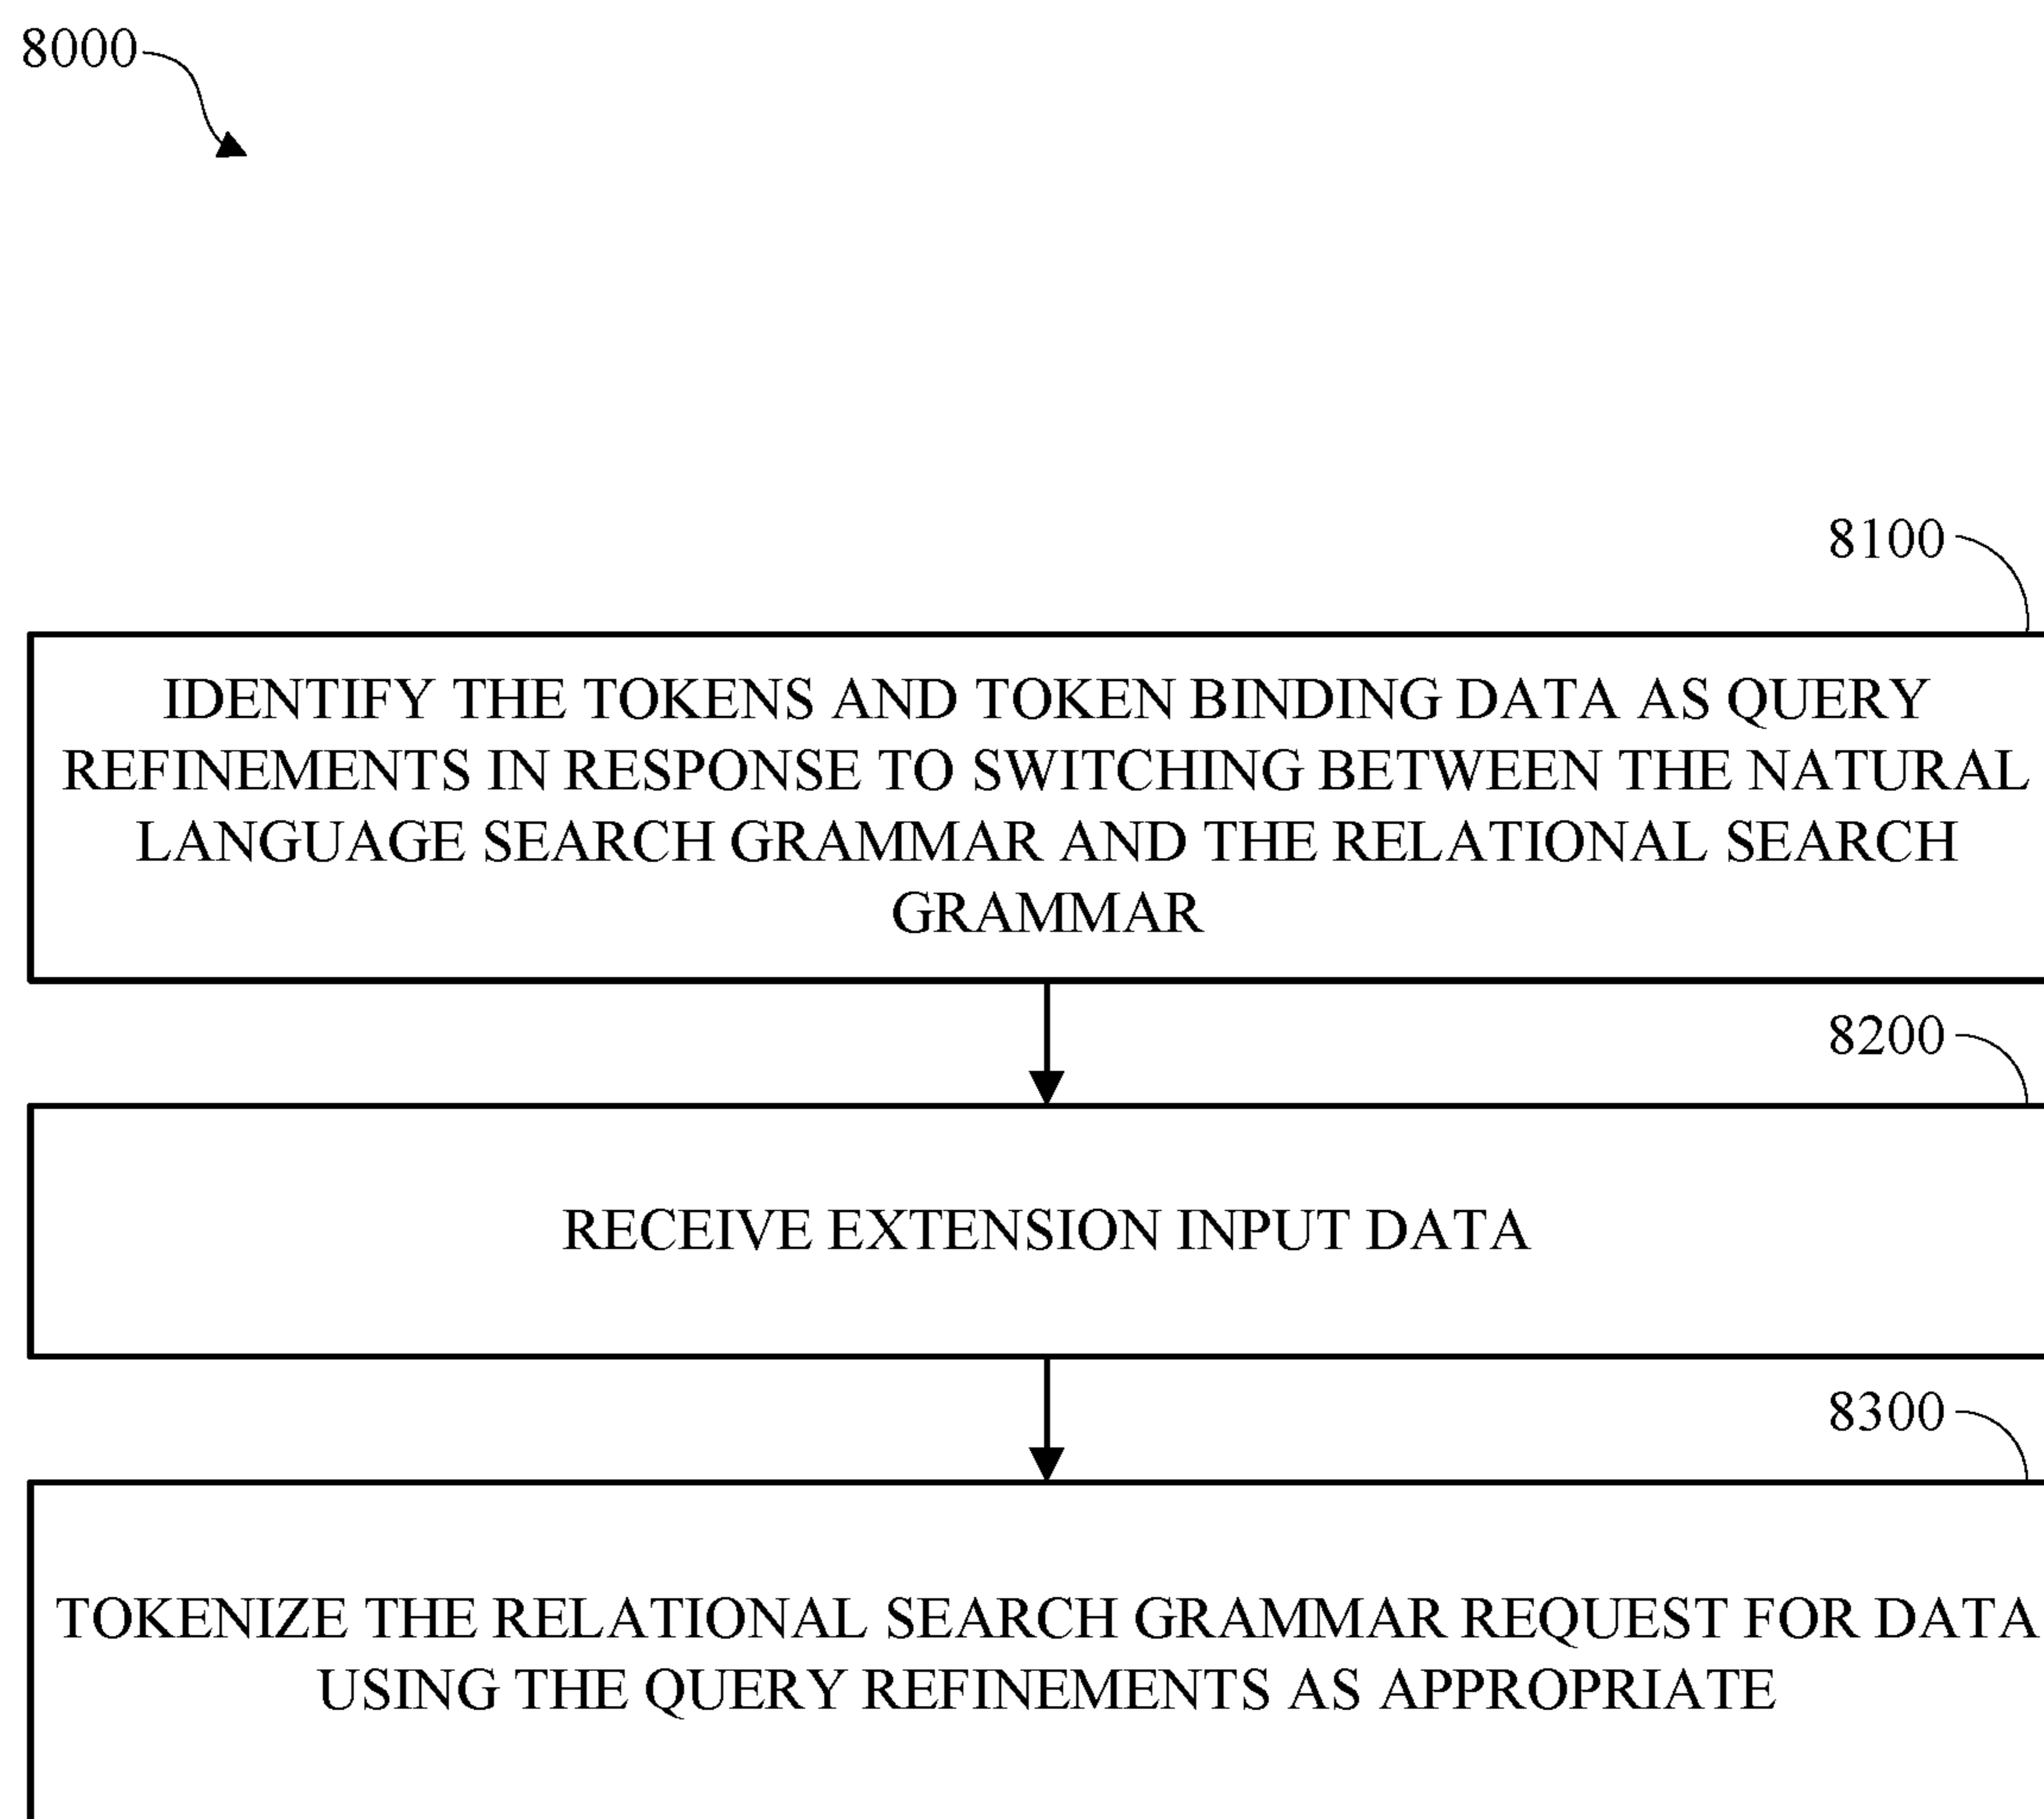 8000
8100
IDENTIFY THE TOKENS AND TOKEN BINDING DATA AS QUERY
REFINEMENTS IN RESPONSE TO SWITCHING BETWEEN THE NATURAL
LANGUAGE SEARCH GRAMMAR AND THE RELATIONAL SEARCH
GRAMMAR
8200
RECEIVE EXTENSION INPUT DATA
8300
TOKENIZE THE RELATIONAL SEARCH GRAMMAR REQUEST FOR DATA
USING THE QUERY REFINEMENTS AS APPROPRIATE